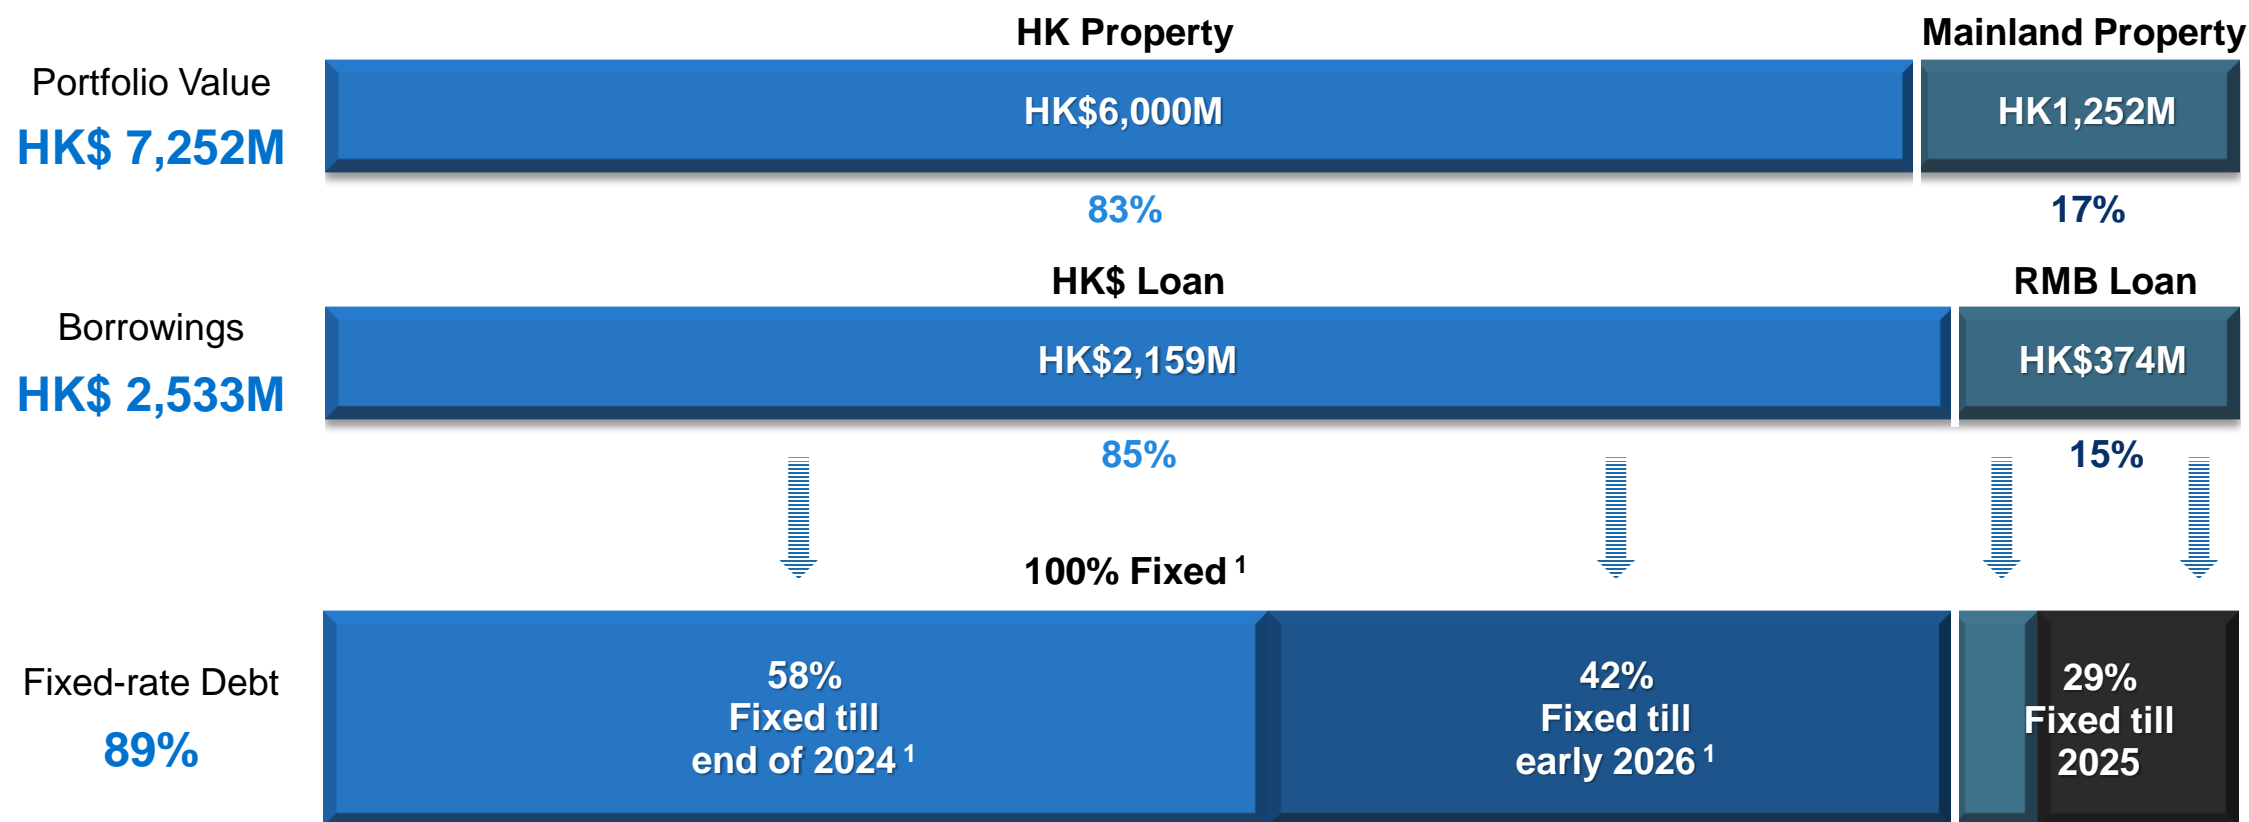 HK Property
Mainland Property
Portfolio Value
HK$ 7,252M
HK$6,000M
HK1,252M
83%
17%
HK$ Loan
RMB Loan
Borrowings
HK$ 2,533M
HK$2,159M
HK$374M
85%
15%
100% Fixed 1
Fixed-rate Debt
89%
58%
Fixed till
end of 2024 1
42%
Fixed till
early 2026 1
29%
Fixed till
2025